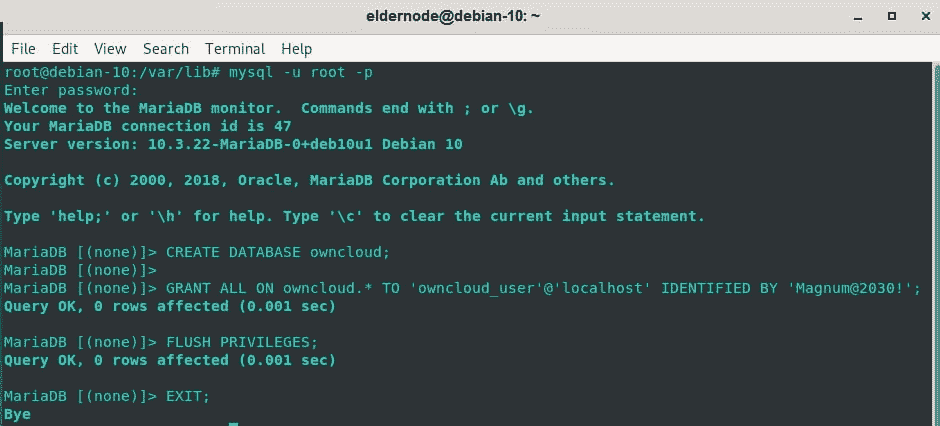 eldernode@debian-10: ~
File Edit View Search Terminal Help
root@debian-10:/var/lib# mysql -u root -p
Enter password:
Welcome to the MariaDB monitor.  Commands end with ; or \g.
Your MariaDB connection id is 47
Server version: 10.3.22-MariaDB-0+deb10u1 Debian 10
Copyright (c) 2000, 2018, Oracle, MariaDB Corporation Ab and others.
Type 'help;' or '\h' for help. Type '\c' to clear the current input statement.
MariaDB [(none)]> CREATE DATABASE owncloud;
MariaDB [(none)]>
MariaDB [(none)]> GRANT ALL ON owncloud.* TO 'owncloud_user'@'localhost' IDENTIFIED BY 'Magnum@2030!';
Query OK, 0 rows affected (0.001 sec)
MariaDB [(none)]> FLUSH PRIVILEGES;
Query OK, 0 rows affected (0.001 sec)
MariaDB [(none)]> EXIT;
Bye